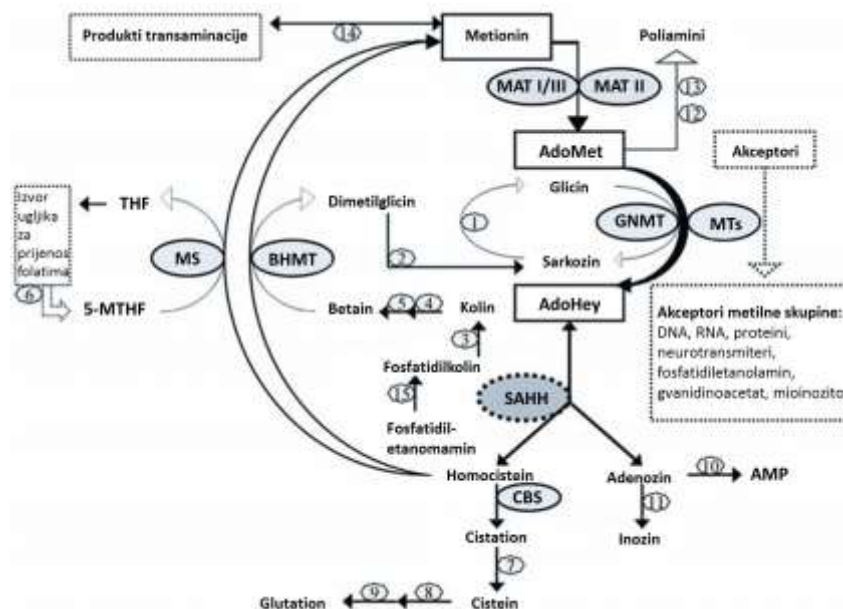 Produkti transaminacije
14
Metionin
Poliamini
MAT I/III
MAT II
13
12
AdoMet
Akceptori
Izvor
ugljika
za
prijenos
folatima
THF
Dimetilglicin
Glicin
1
GNMT
MTs
MS
BHMT
2
Sarkozin
6
5-MTHF
Betain
5
4
Kolin
AdoHey
Akceptori metilne skupine:
DNA, RNA, proteini,
neurotransmiteri,
fosfatidiletanolamin,
gvanidinoacetat, mioinozitol
3
Fosfatidilkolin
15
SAHH
Fosfatidil-
etanomamin
Homocistein
Adenozin
10
AMP
CBS
11
Cistation
Inozin
7
Glutation
9
8
Cistein